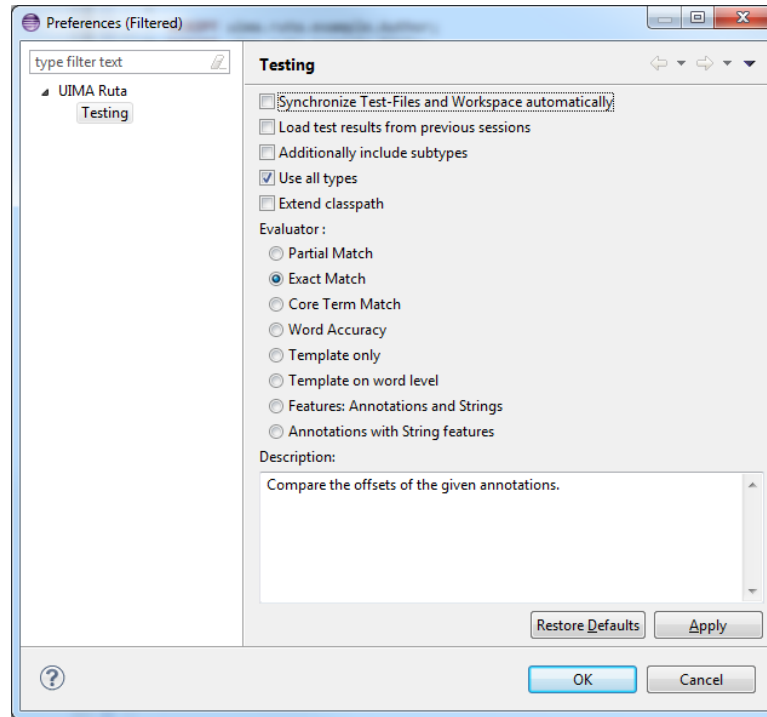 Preferences (Filtered)
type filter text
UIMA Ruta
Testing
Testing
Synchronize Test-Files and Workspace automatically
Load test results from previous sessions
Additionally include subtypes
Use all types
Extend classpath
Evaluator :
Partial Match
Exact Match
Core Term Match
Word Accuracy
Template only
Template on word level
Features: Annotations and Strings
Annotations with String features
Description:
Compare the offsets of the given annotations.
Restore Defaults
Apply
OK
Cancel